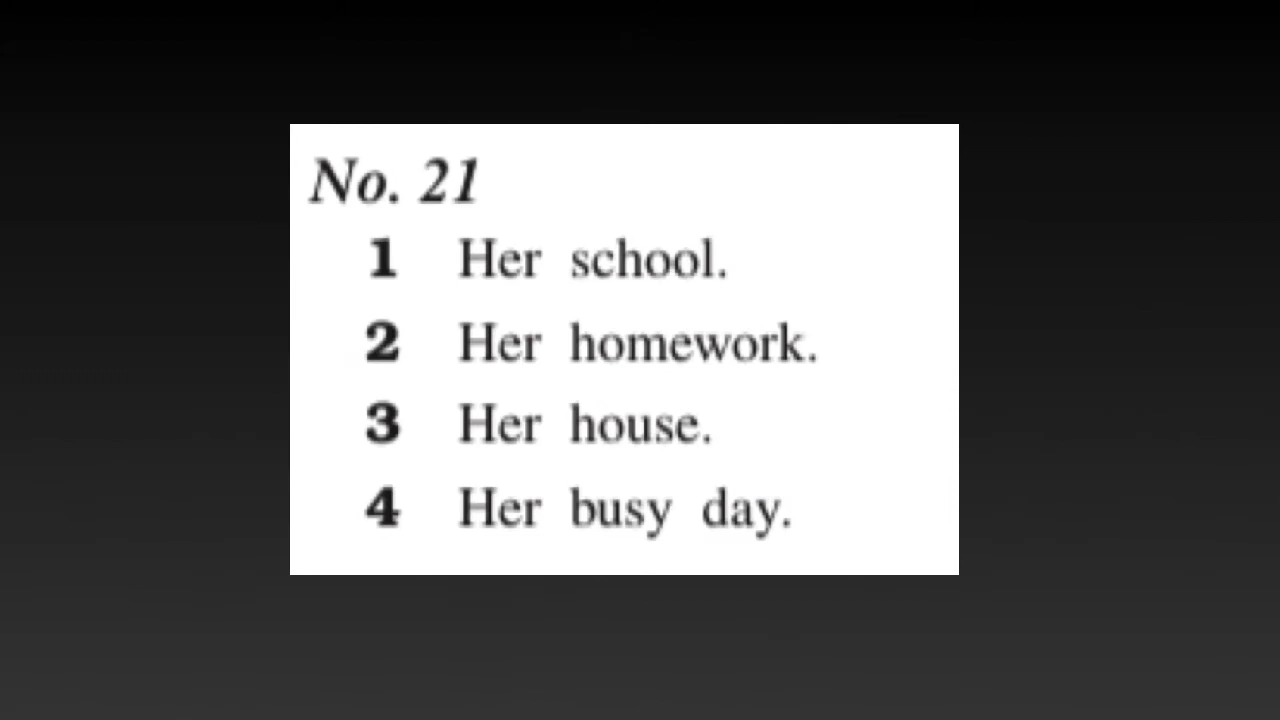 No. 21
1 Her school.
2 Her homework.
3 Her house.
4 Her busy day.